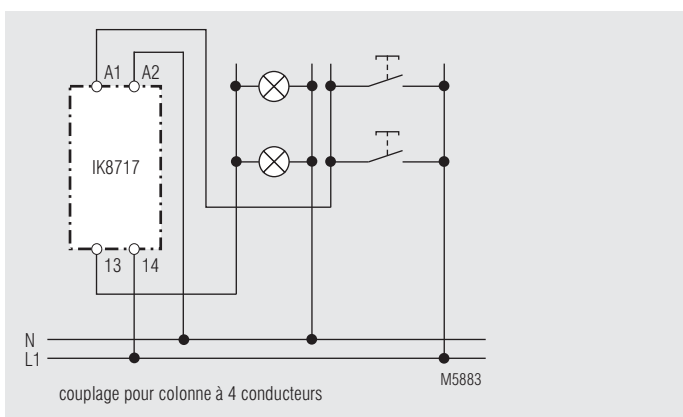 A1 A2
IK8717
13 14
N
L1
M5883
couplage pour colonne à 4 conducteurs